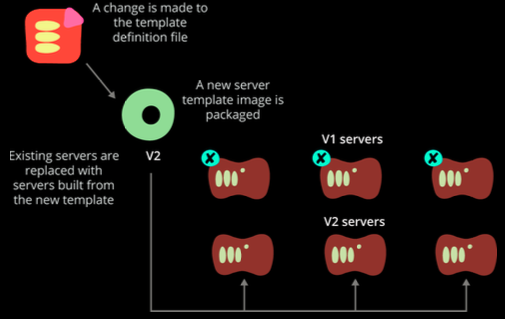 A change is made to
the template
definition file
A new server
template image is
packaged
V2
Existing servers are
replaced with
servers built from
the new template
V1 servers
X
X
X
V2 servers